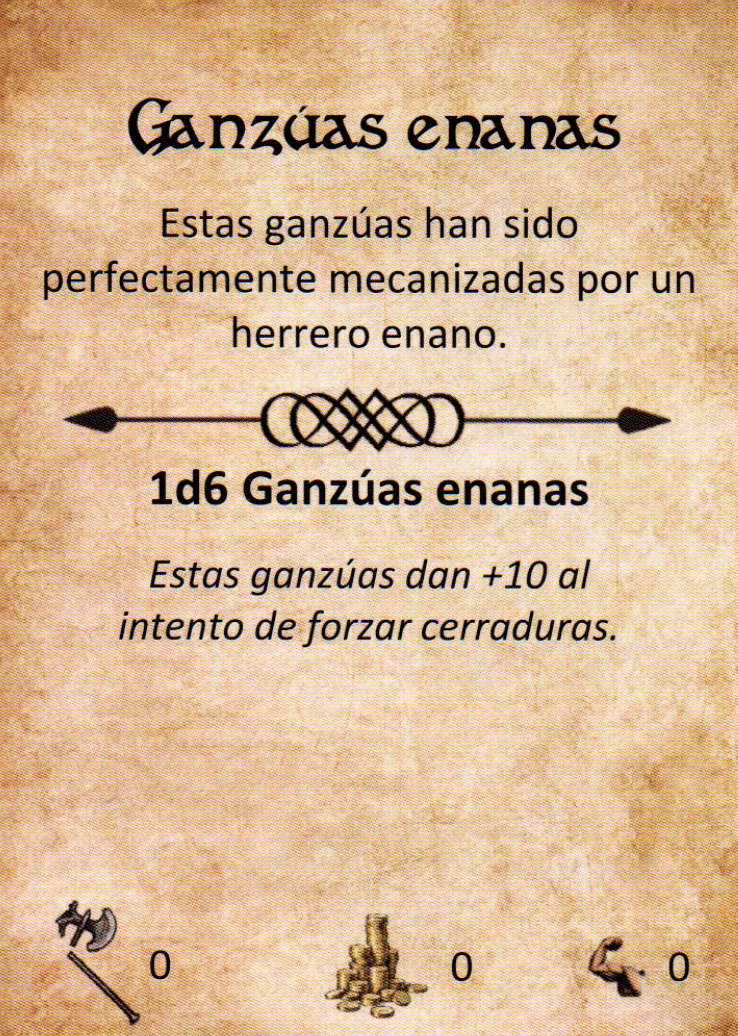 Ganzúas enanas
Estas ganzúas han sido
perfectamente mecanizadas por un
herrero enano.
1d6 Ganzúas enanas
Estas ganzúas dan +10 al
intento de forzar cerraduras.
0 0 0